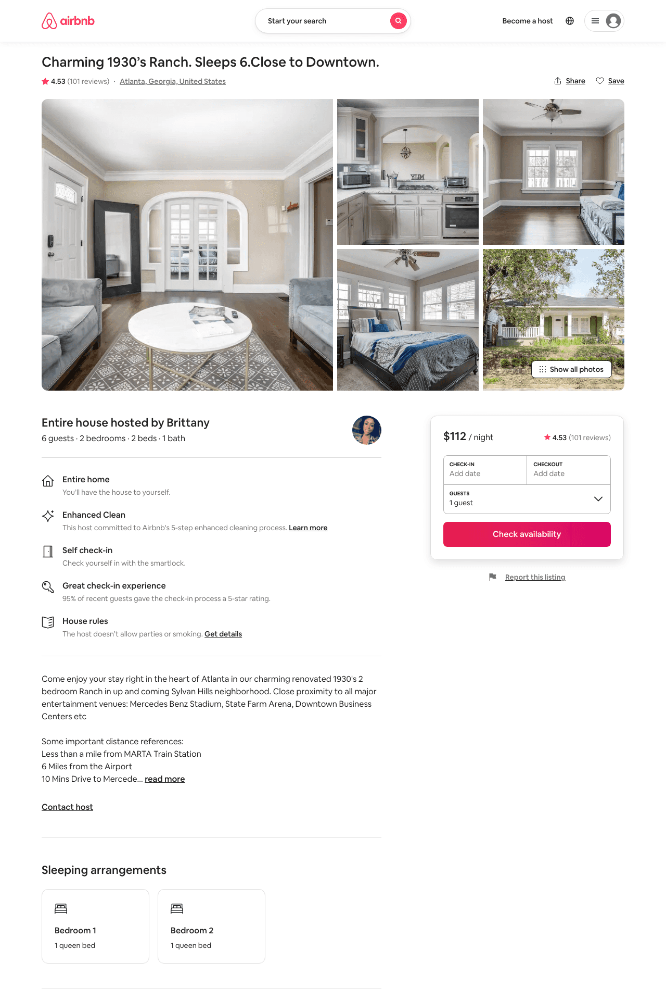 airbnb
Start your search
Become a host
Charming 1930’s Ranch. Sleeps 6.Close to Downtown.
4.53 (101 reviews) · Atlanta, Georgia, United States
Share
Save
YUM
Show all photos
Entire house hosted by Brittany
6 guests · 2 bedrooms · 2 beds · 1 bath
Entire home
You’ll have the house to yourself.
Enhanced Clean
This host committed to Airbnb's 5-step enhanced cleaning process. Learn more
Self check-in
Check yourself in with the smartlock.
Great check-in experience
95% of recent guests gave the check-in process a 5-star rating.
House rules
The host doesn’t allow parties or smoking. Get details
Come enjoy your stay right in the heart of Atlanta in our charming renovated 1930's 2
bedroom Ranch in up and coming Sylvan Hills neighborhood. Close proximity to all major
entertainment venues: Mercedes Benz Stadium, State Farm Arena, Downtown Business
Centers etc
Some important distance references:
Less than a mile from MARTA Train Station
6 Miles from the Airport
10 Mins Drive to Mercede... read more
Contact host
Sleeping arrangements
Bedroom 1
1 queen bed
Bedroom 2
1 queen bed
$112 / night
4.53 (101 reviews)
CHECK-IN
Add date
CHECKOUT
Add date
GUESTS
1 guest
Check availability
Report this listing